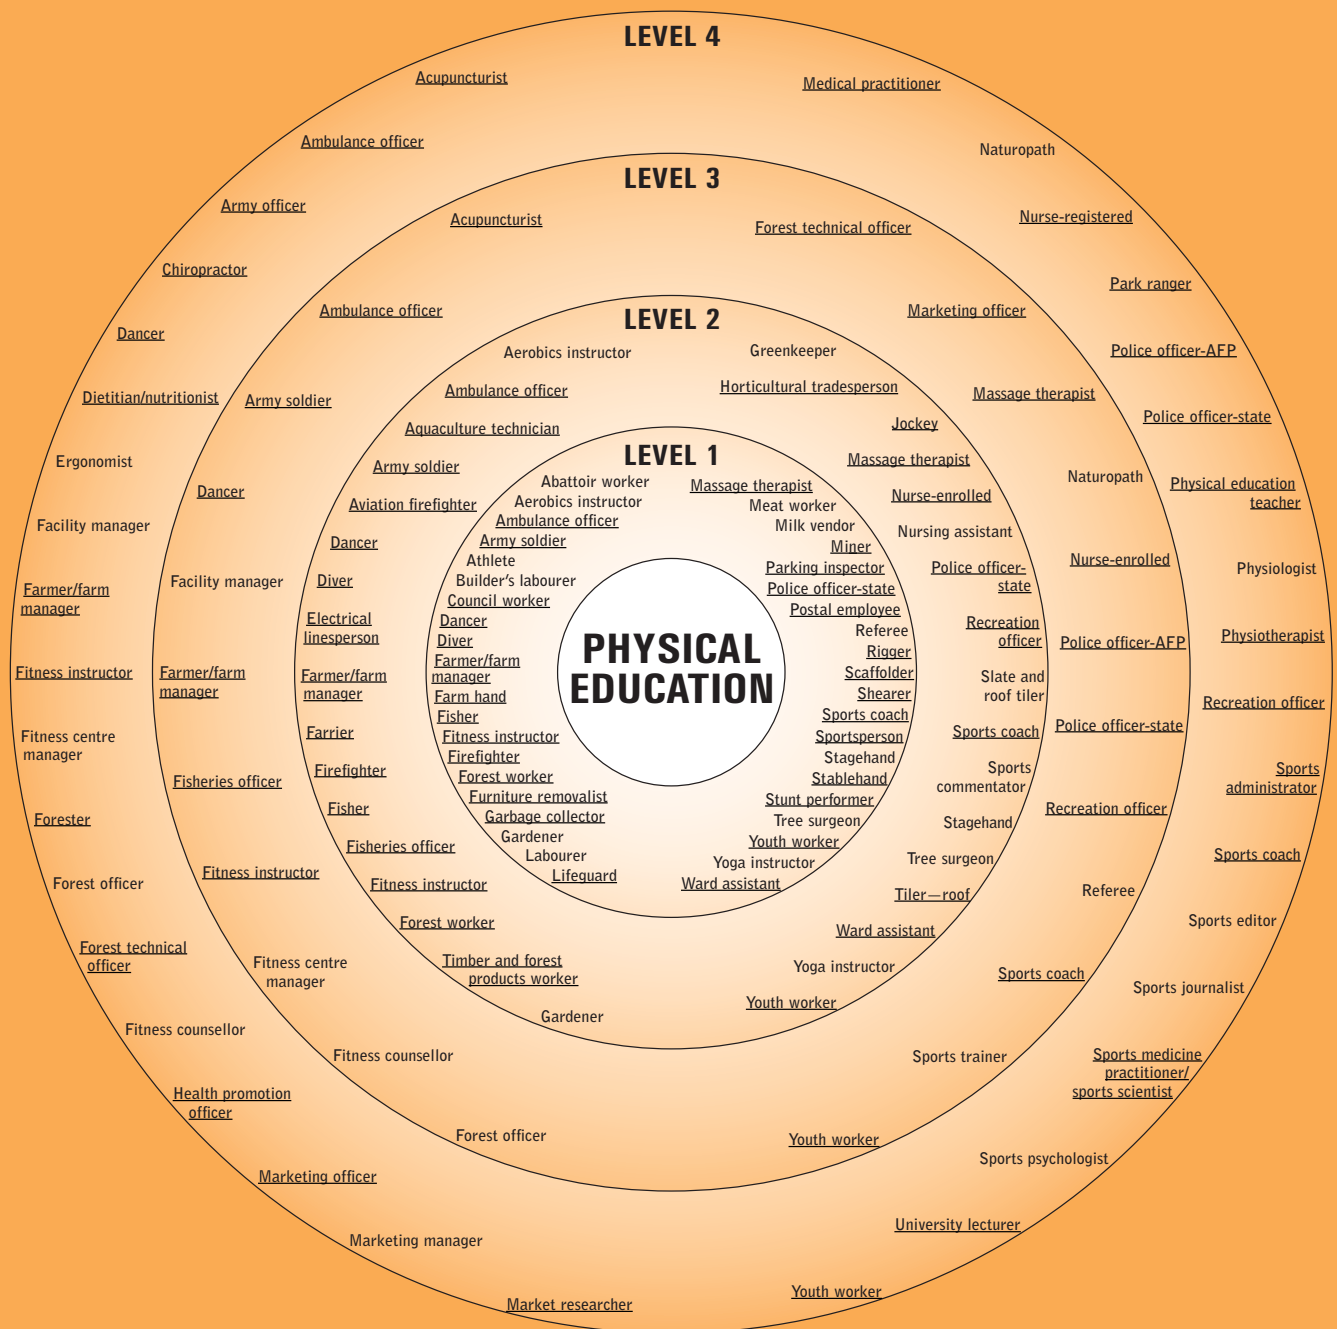 LEVEL 4
Acupuncturist
Ambulance officer
Army officer
Chiropractor
Dancer
Dietitian/nutritionist
Ergonomist
Facility manager
Farmer/farm
manager
Fitness instructor
Fitness centre
manager
Forester
Forest officer
Forest technical
officer
Fitness counsellor
Health promotion
officer
Marketing officer
Marketing manager
Market researcher
Medical practitioner
Naturopath
Nurse-registered
Park ranger
Police officer-AFP
Police officer-state
Physical education
teacher
Physiologist
Physiotherapist
Recreation officer
Sports
administrator
Sports coach
Sports editor
Sports journalist
Sports medicine
practitioner/
sports scientist
Sports psychologist
University lecturer
Youth worker
LEVEL 3
Acupuncturist
Ambulance officer
Army soldier
Dancer
Facility manager
Farmer/farm
manager
Fisheries officer
Fitness instructor
Fitness centre
manager
Fitness counsellor
Forest officer
Forest technical officer
Marketing officer
Massage therapist
Naturopath
Nurse-enrolled
Police officer-AFP
Police officer-state
Recreation officer
Referee
Sports coach
Sports trainer
Youth worker
LEVEL 2
Aerobics instructor
Ambulance officer
Aquaculture technician
Army soldier
Aviation firefighter
Dancer
Diver
Electrical
linesperson
Farmer/farm
manager
Farrier
Firefighter
Fisher
Fisheries officer
Fitness instructor
Forest worker
Timber and forest
products worker
Gardener
Greenkeeper
Horticultural tradesperson
Jockey
Massage therapist
Nurse-enrolled
Nursing assistant
Police officer-
state
Recreation
officer
Slate and
roof tiler
Sports coach
Sports
commentator
Stagehand
Tree surgeon
Tiler—roof
Ward assistant
Yoga instructor
Youth worker
LEVEL 1
Abattoir worker
Aerobics instructor
Ambulance officer
Army soldier
Athlete
Builder's labourer
Council worker
Dancer
Diver
Farmer/farm
manager
Farm hand
Fisher
Fitness instructor
Firefighter
Forest worker
Furniture removalist
Garbage collector
Gardener
Labourer
Lifeguard
Massage therapist
Meat worker
Milk vendor
Miner
Parking inspector
Police officer-state
Postal employee
Referee
Rigger
Scaffolder
Shearer
Sports coach
Sportsperson
Stagehand
Stablehand
Stunt performer
Tree surgeon
Youth worker
Yoga instructor
Ward assistant
PHYSICAL
EDUCATION